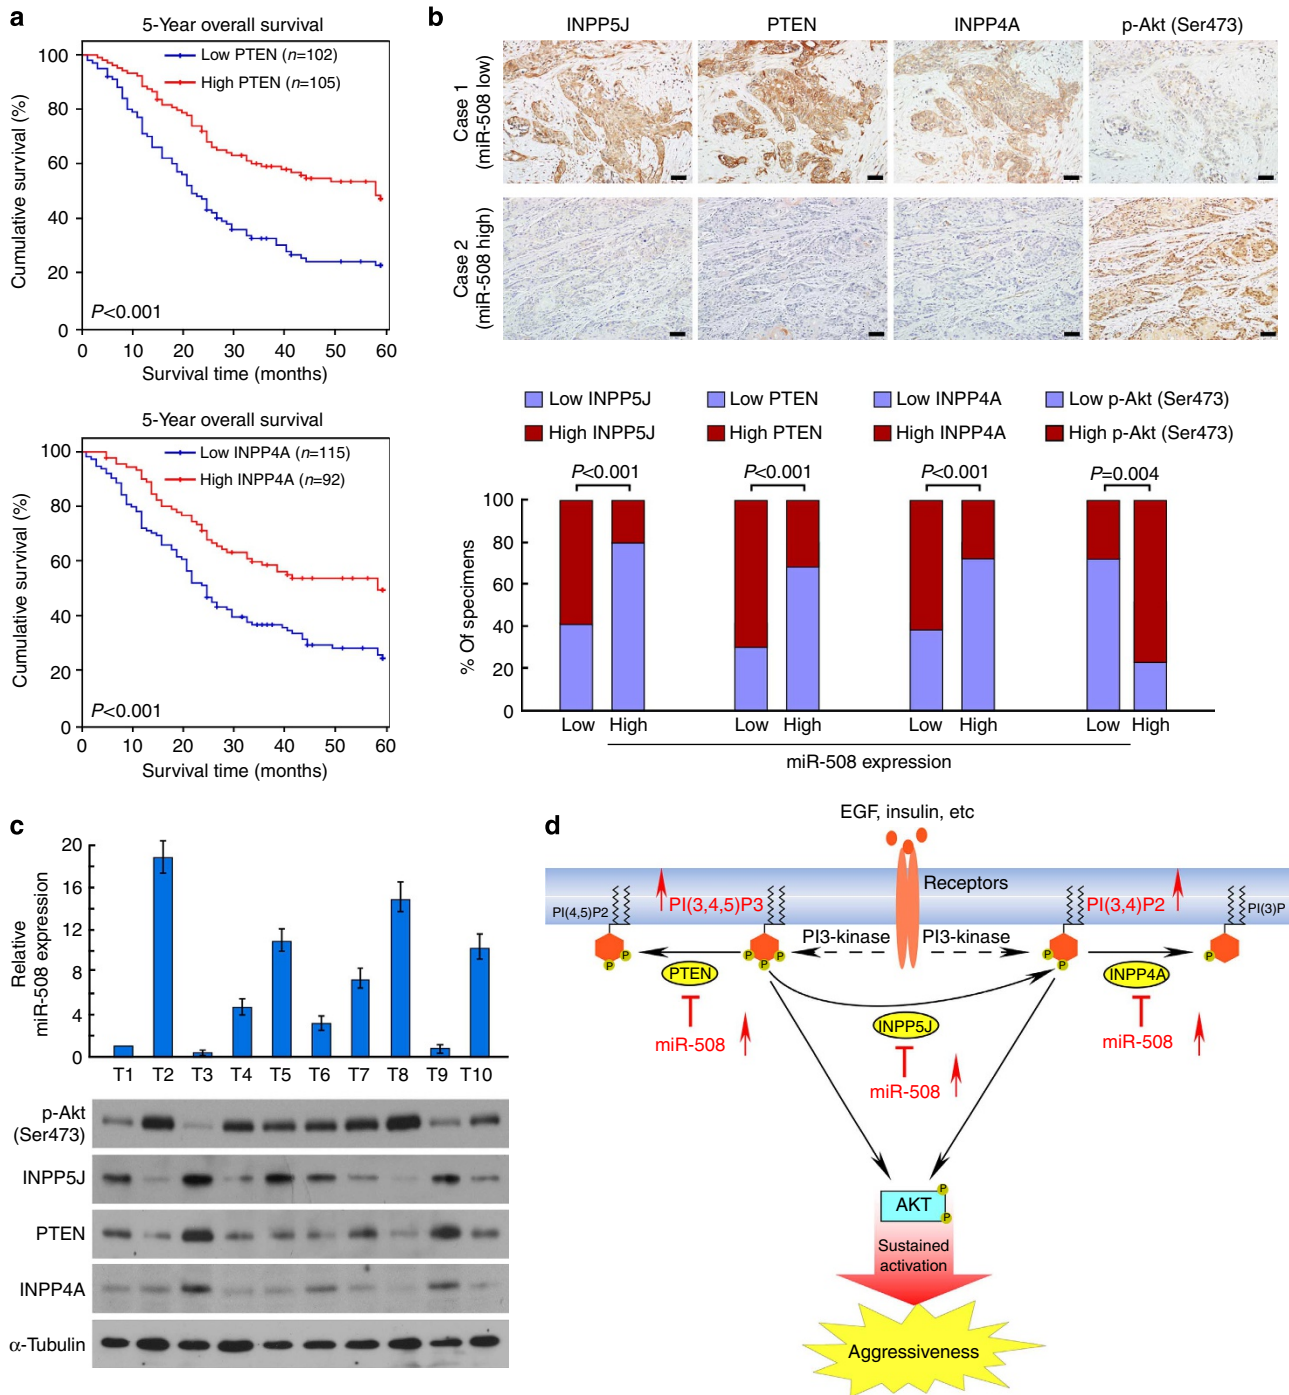 a
5-Year overall survival
Low PTEN (n=102)
High PTEN (n=105)
Cumulative survival (%)
100
80
60
40
20
0
P<0.001
0 10 20 30 40 50 60
Survival time (months)
5-Year overall survival
Low INPP4A (n=115)
High INPP4A (n=92)
Cumulative survival (%)
100
80
60
40
20
0
P<0.001
0 10 20 30 40 50 60
Survival time (months)
b
INPP5J PTEN INPP4A p-Akt (Ser473)
Case 1
(miR-508 low)
Case 2
(miR-508 high)
Low INPP5J Low PTEN Low INPP4A Low p-Akt (Ser473)
High INPP5J High PTEN High INPP4A High p-Akt (Ser473)
P<0.001 P<0.001 P<0.001 P=0.004
% Of specimens
100
80
60
40
20
0
Low High Low High Low High Low High
miR-508 expression
c
Relative
miR-508 expression
20
16
12
8
4
0
T1 T2 T3 T4 T5 T6 T7 T8 T9 T10
p-Akt
(Ser473)
INPP5J
PTEN
INPP4A
α-Tubulin
d
EGF, insulin, etc
Receptors
PI(4,5)P2 PI(3,4,5)P3 PI(3,4)P2 PI(3)P
PI3-kinase PI3-kinase
P P P P P P P P
PTEN INPP4A
INPP5J
miR-508 miR-508
miR-508
AKT
P
P
Sustained
activation
Aggressiveness